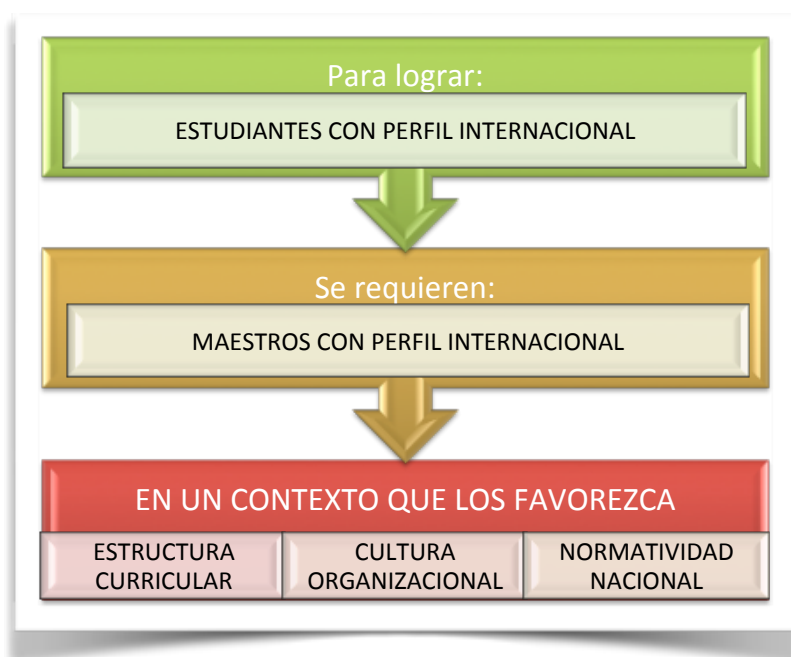 Para lograr:
ESTUDIANTES CON PERFIL INTERNACIONAL
Se requieren:
MAESTROS CON PERFIL INTERNACIONAL
EN UN CONTEXTO QUE LOS FAVOREZCA
ESTRUCTURA
CURRICULAR
CULTURA
ORGANIZACIONAL
NORMATIVIDAD
NACIONAL